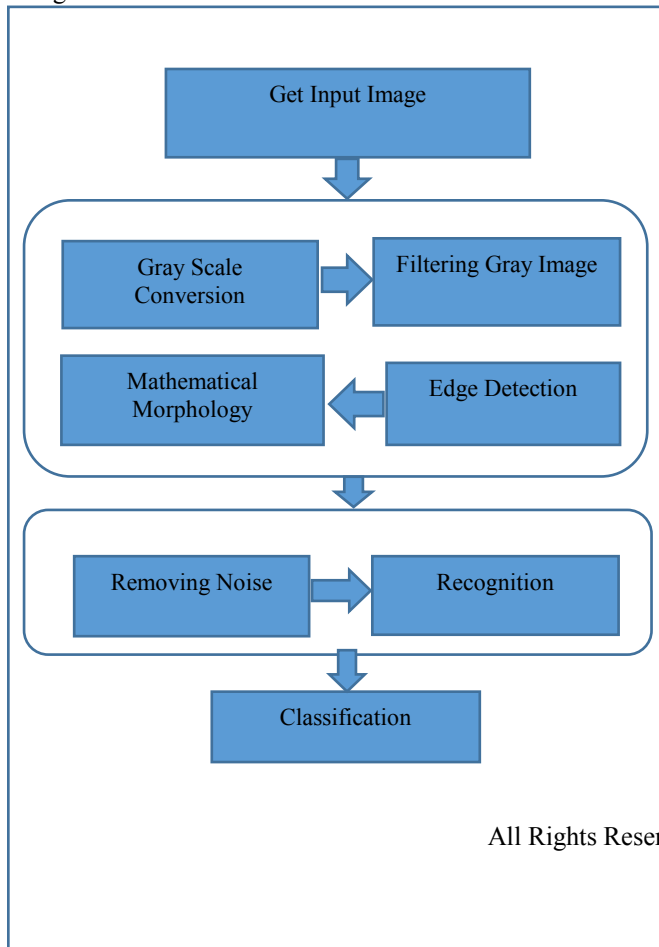 Get Input Image
Gray Scale
Conversion
Filtering Gray Image
Mathematical
Morphology
Edge Detection
Removing Noise
Recognition
Classification
All Rights Reser